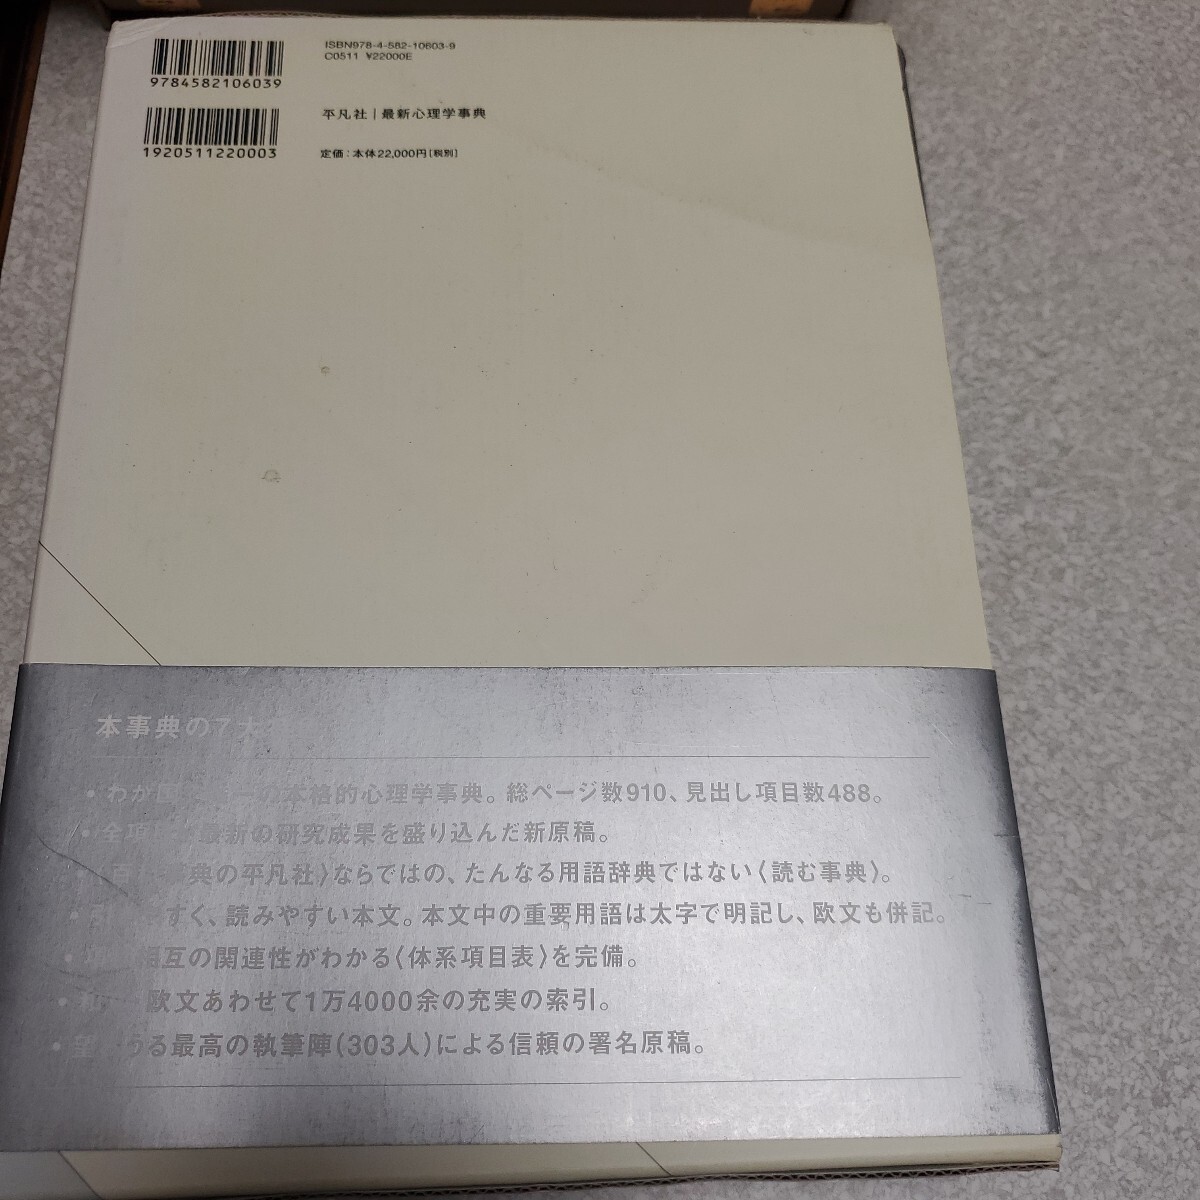 ISBN978-4-582-10603-9
C0511 ¥22000E
9784582106039
平凡社|最新心理学事典
1920511220003
定価:本体22,000円[税別]
本事典の7大
・わが 本格的心理学事典。総ページ数910、見出し項目数488。
・全項 最新の研究成果を盛り込んだ新原稿。
典の平凡社〉ならではの、たんなる用語辞典ではない〈読む事典〉。
すく、読みやすい本文。本文中の重要用語は太字で明記し、欧文も併記。
相互の関連性がわかる〈体系項目表〉を完備。
欧文あわせて1万4000余の充実の索引。
うる最高の執筆陣(303人)による信頼の署名原稿。